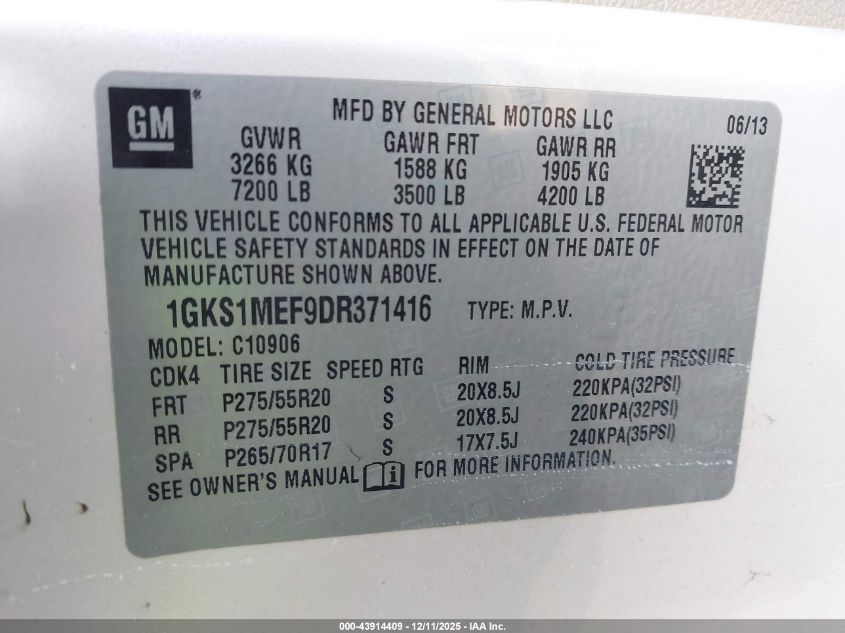 GM®
MFD BY GENERAL MOTORS LLC
06/13
GVWR GAWR FRT GAWR RR
3266 KG 1588 KG 1905 KG
7200 LB 3500 LB 4200 LB
THIS VEHICLE CONFORMS TO ALL APPLICABLE U.S. FEDERAL MOTOR
VEHICLE SAFETY STANDARDS IN EFFECT ON THE DATE OF
MANUFACTURE SHOWN ABOVE.
1GKS1MEF9DR371416 TYPE: M.P.V.
MODEL: C10906
CDK4 TIRE SIZE SPEED RTG RIM COLD TIRE PRESSURE
FRT P275/55R20 S 20X8.5J 220KPA(32PSI)
RR P275/55R20 S 20X8.5J 220KPA(32PSI)
SPA P265/70R17 S 17X7.5J 240KPA(35PSI)
SEE OWNER'S MANUAL FOR MORE INFORMATION.
000-43914409 - 12/11/2025 - IAA Inc.